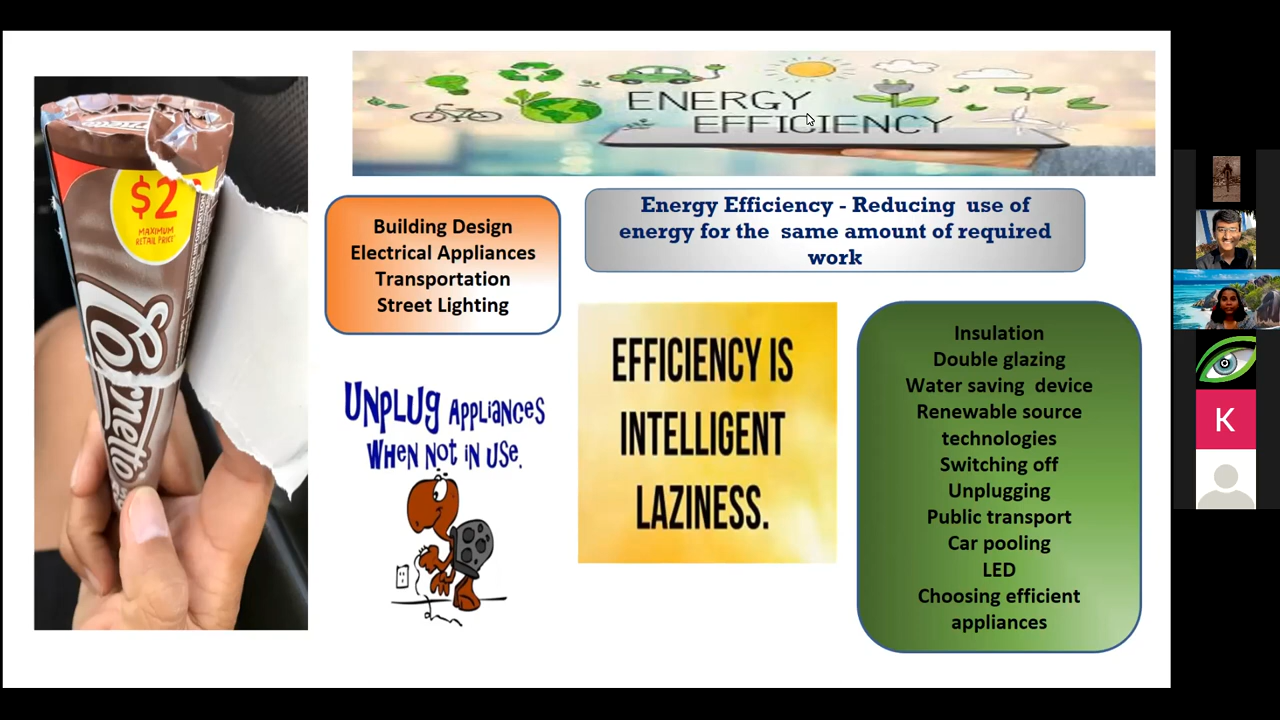 ENERGY
EFFICIENCY
$2
MAXIMUM
RETAIL PRICE
Cornetto
Building Design
Electrical Appliances
Transportation
Street Lighting
Energy Efficiency - Reducing use of
energy for the same amount of required
work
UNPLUG APPLIANCES
WHEN NOT IN USE.
EFFICIENCY IS
INTELLIGENT
LAZINESS.
Insulation
Double glazing
Water saving device
Renewable source
technologies
Switching off
Unplugging
Public transport
Car pooling
LED
Choosing efficient
appliances
K